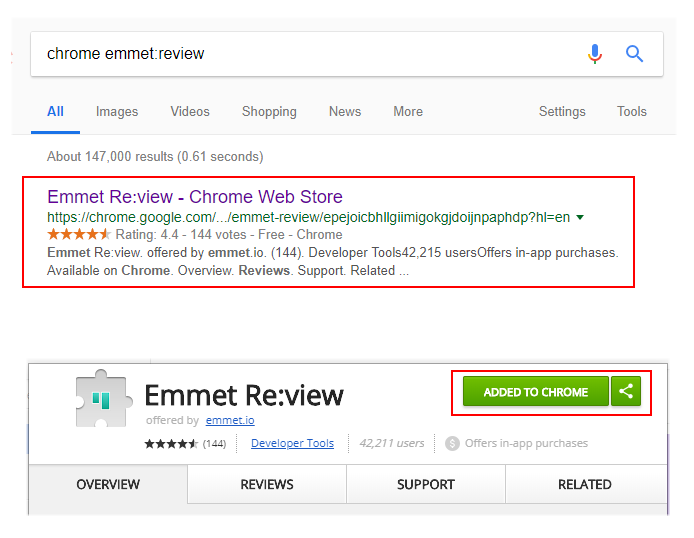 chrome emmet:review
All Images Videos Shopping News More Settings Tools
About 147,000 results (0.61 seconds)
Emmet Re:view - Chrome Web Store
https://chrome.google.com/.../emmet-review/epejoicbhllgiimigokgjdoijnpaphdp?hl=en
Rating: 4.4 - 144 votes - Free - Chrome
Emmet Re:view. offered by emmet.io. (144). Developer Tools42,215 usersOffers in-app purchases.
Available on Chrome. Overview. Reviews. Support. Related ...
Emmet Re:view
ADDED TO CHROME
offered by emmet.io
(144) Developer Tools 42,211 users $ Offers in-app purchases
OVERVIEW REVIEWS SUPPORT RELATED